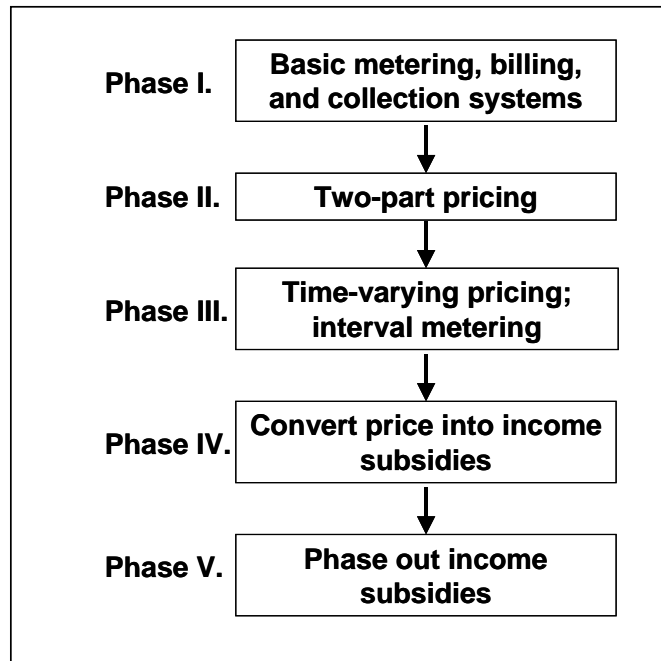 Phase I.
Basic metering, billing,
and collection systems
Phase II.
Two-part pricing
Phase III.
Time-varying pricing;
interval metering
Phase IV.
Convert price into income
subsidies
Phase V.
Phase out income
subsidies